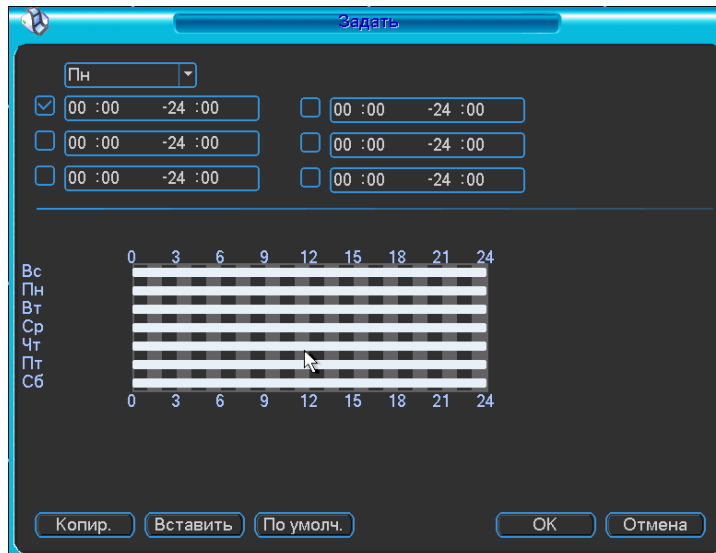 Задать
Пн
00 :00 -24 :00 00 :00 -24 :00
00 :00 -24 :00 00 :00 -24 :00
00 :00 -24 :00 00 :00 -24 :00
0 3 6 9 12 15 18 21 24
Вс
Пн
Вт
Ср
Чт
Пт
Сб
0 3 6 9 12 15 18 21 24
Копир. Вставить По умолч. OK Отмена